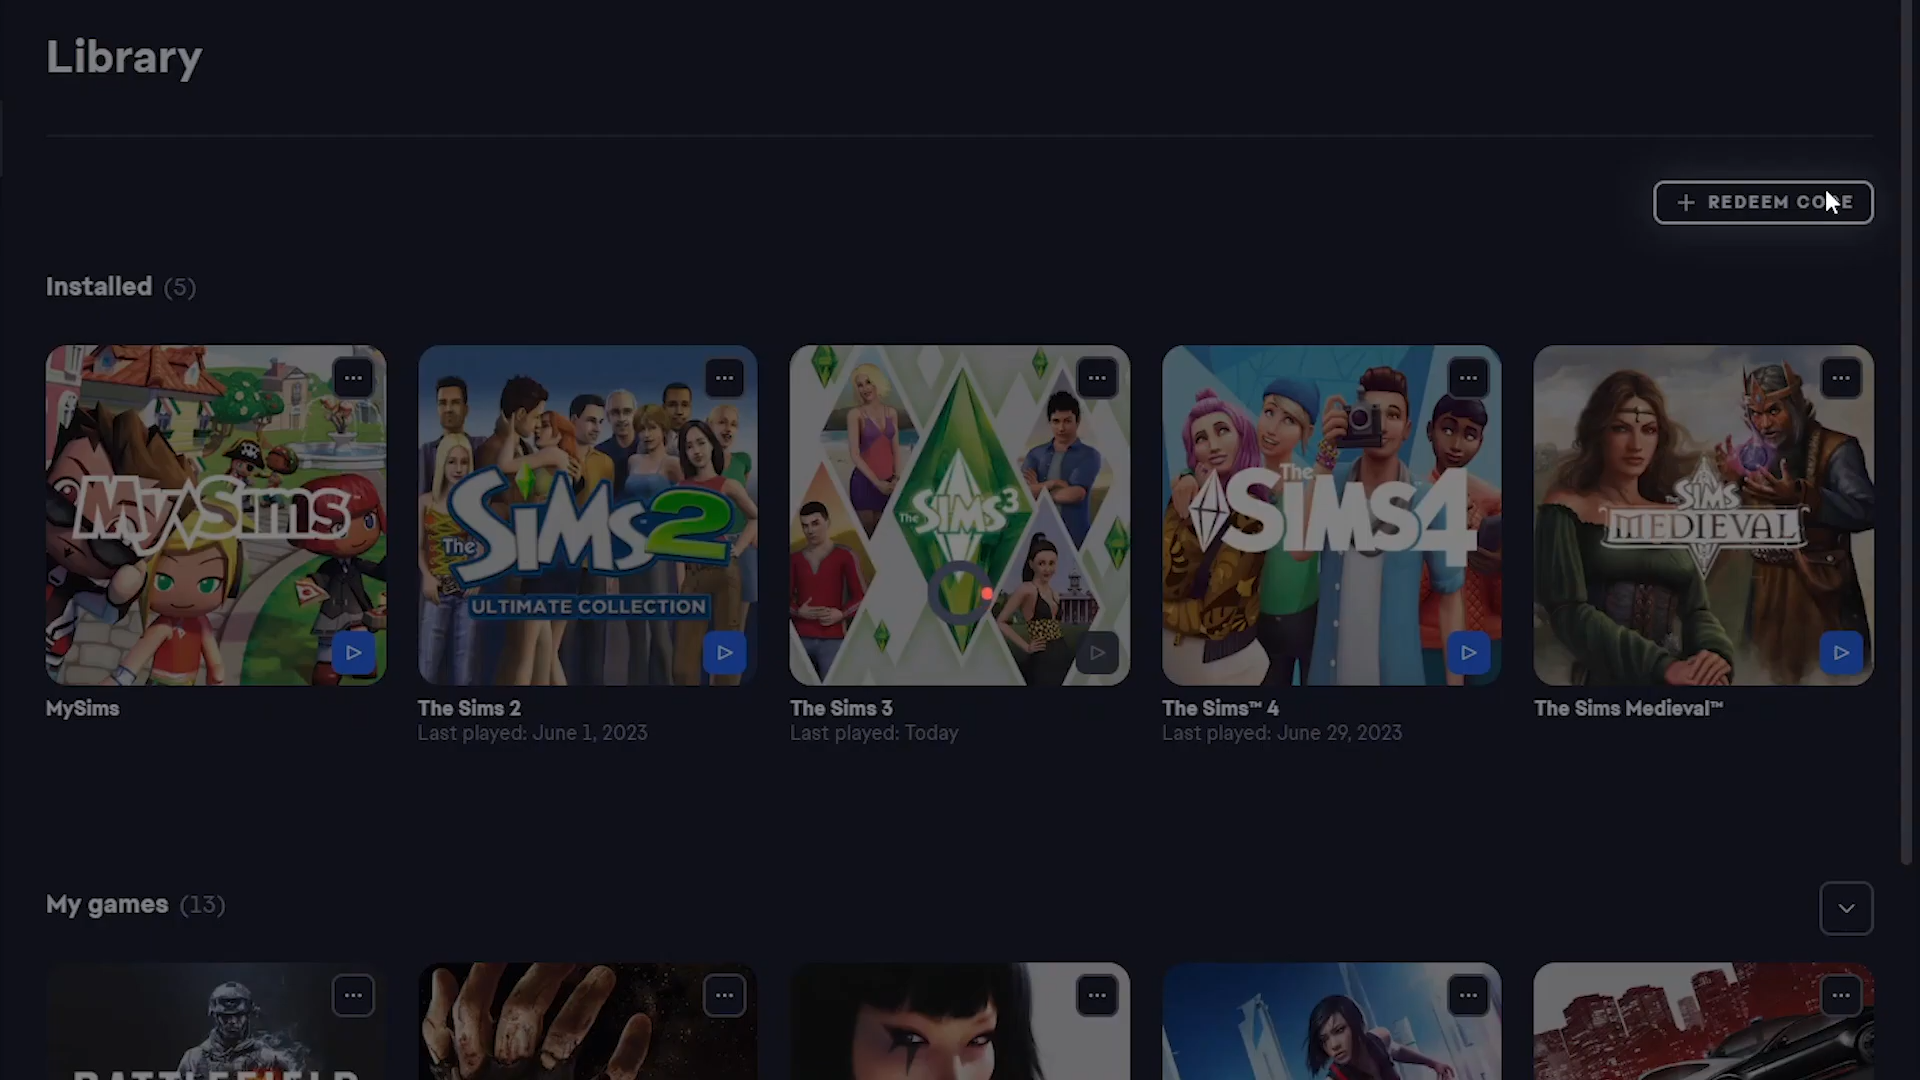 Library
+ REDEEM CODE
Installed (5)
MySims
The Sims 2
ULTIMATE COLLECTION
The Sims 3
The Sims 4
The Sims
MEDIEVAL
MySims
The Sims 2
The Sims 3
The Sims™ 4
The Sims Medieval™
Last played: June 1, 2023
Last played: Today
Last played: June 29, 2023
My games (13)
BATTLEFIELD